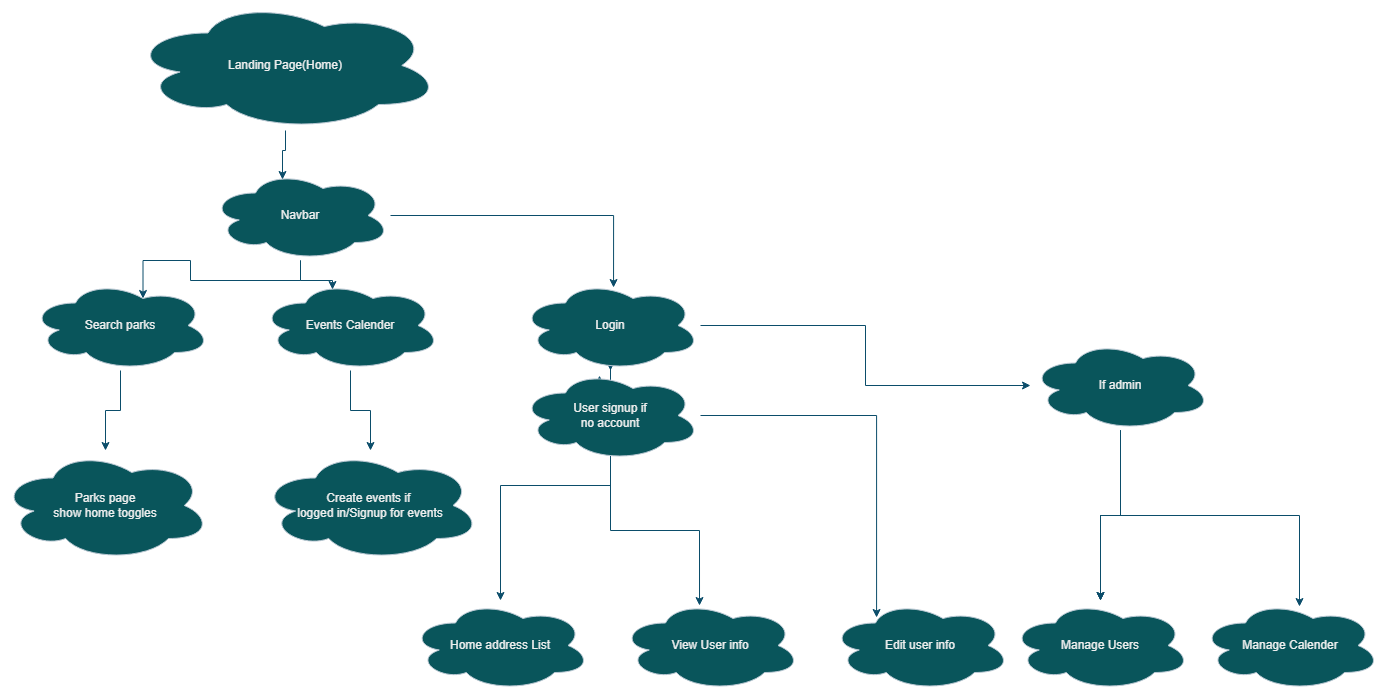 Landing Page(Home)
Navbar
Search parks
Events Calender
Login
If admin
User signup if
no account
Parks page
show home toggles
Create events if
logged in/Signup for events
Home address List
View User info
Edit user info
Manage Users
Manage Calender